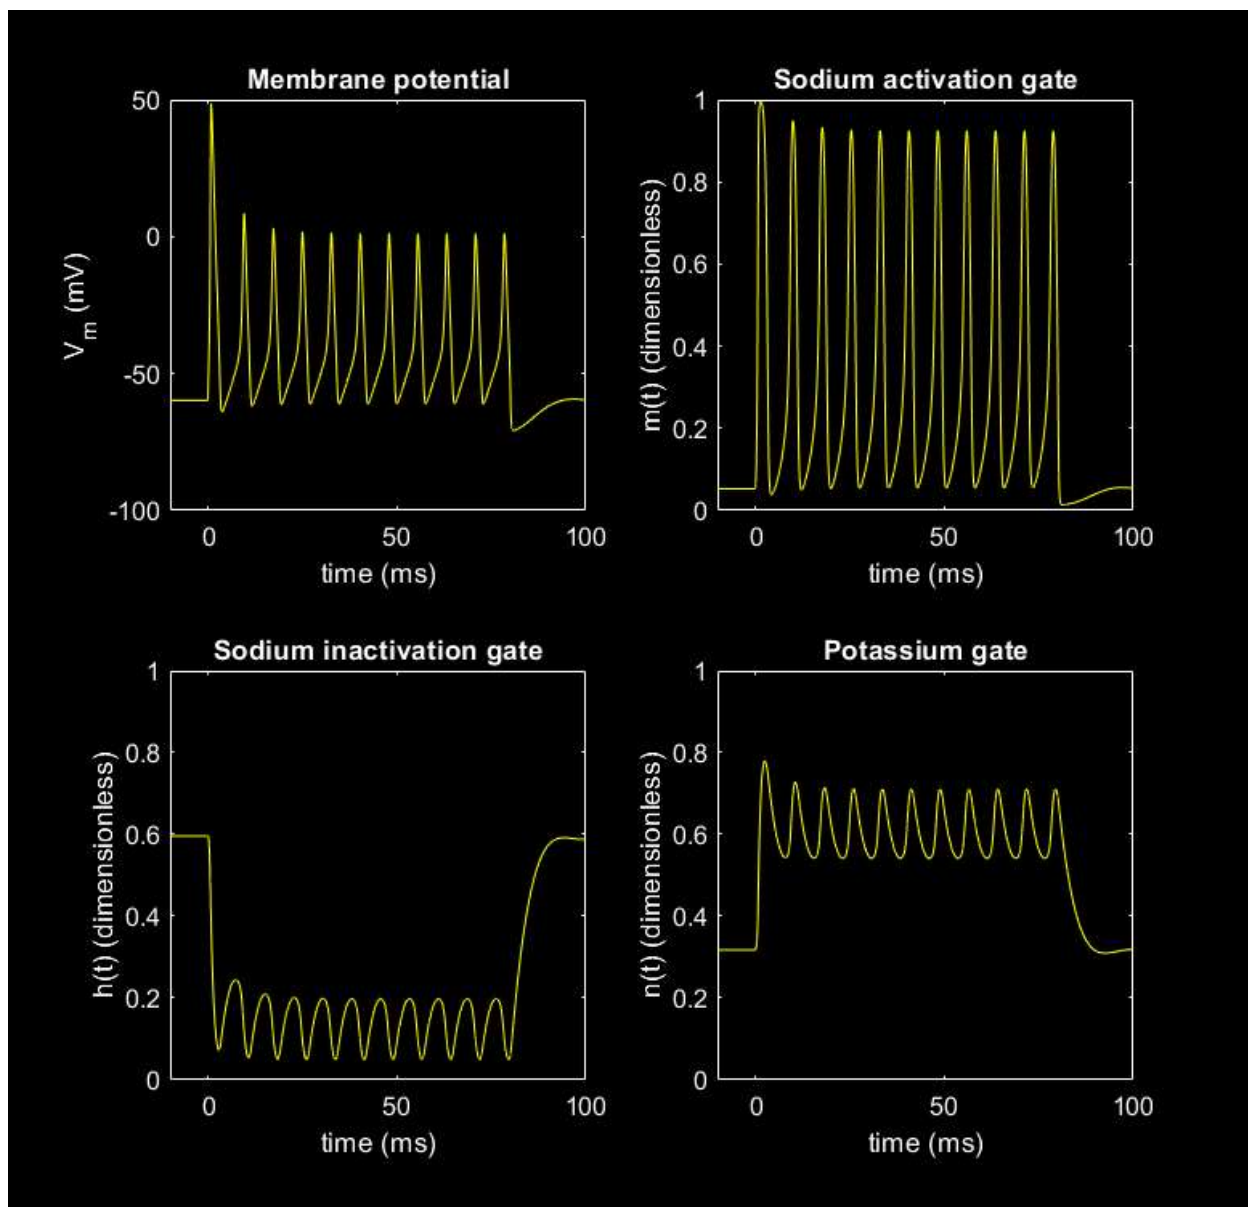 Membrane potential
50
0
-50
-100
V_m (mV)
0 50 100
time (ms)
Sodium activation gate
1
0.8
0.6
0.4
0.2
0
m(t) (dimensionless)
0 50 100
time (ms)
Sodium inactivation gate
1
0.8
0.6
0.4
0.2
0
h(t) (dimensionless)
0 50 100
time (ms)
Potassium gate
1
0.8
0.6
0.4
0.2
0
n(t) (dimensionless)
0 50 100
time (ms)